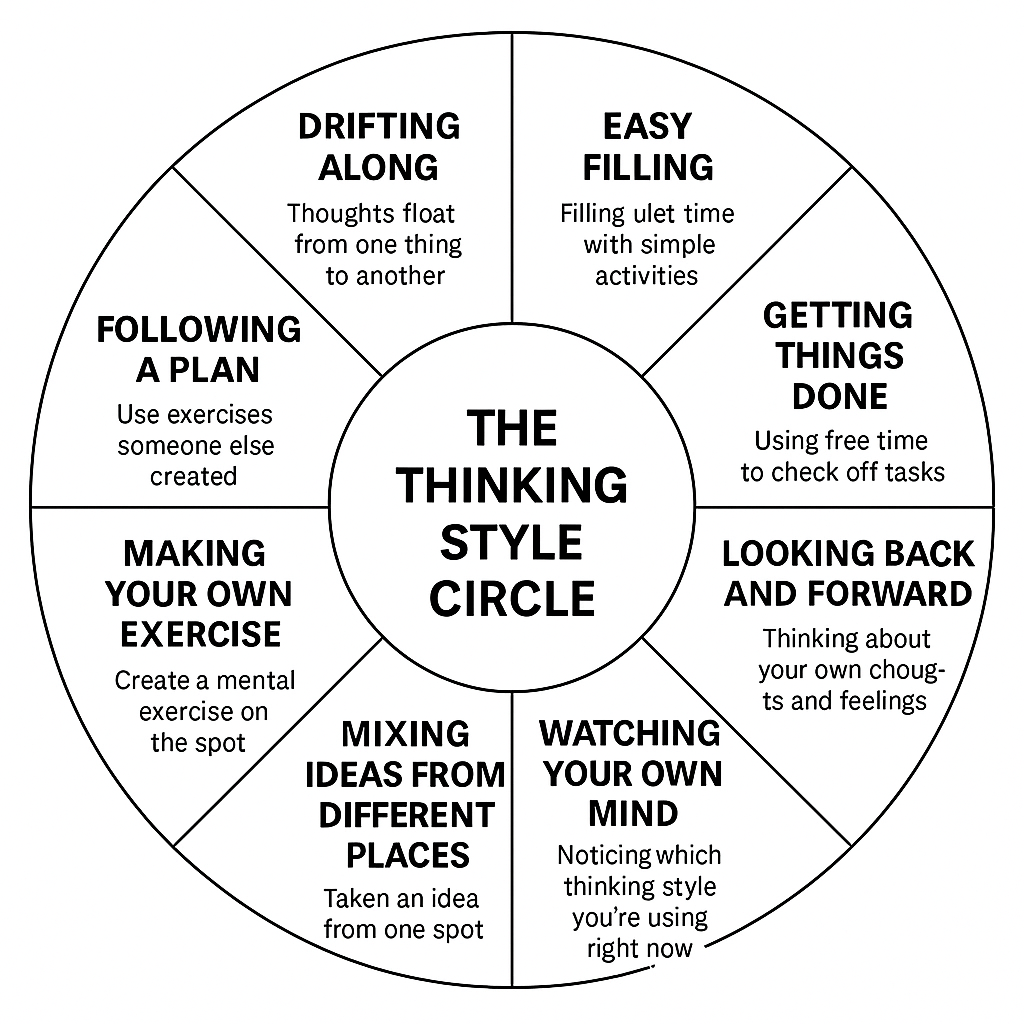 THE
THINKING
STYLE
CIRCLE
DRIFTING
ALONG
Thoughts float
from one thing
to another
EASY
FILLING
Filling ulet time
with simple
activities
GETTING
THINGS
DONE
Using free time
to check off tasks
LOOKING BACK
AND FORWARD
Thinking about
your own choug-
ts and feelings
WATCHING
YOUR OWN
MIND
Noticing which
thinking style
you're using
right now
MIXING
IDEAS FROM
DIFFERENT
PLACES
Taken an idea
from one spot
MAKING
YOUR OWN
EXERCISE
Create a mental
exercise on
the spot
FOLLOWING
A PLAN
Use exercises
someone else
created